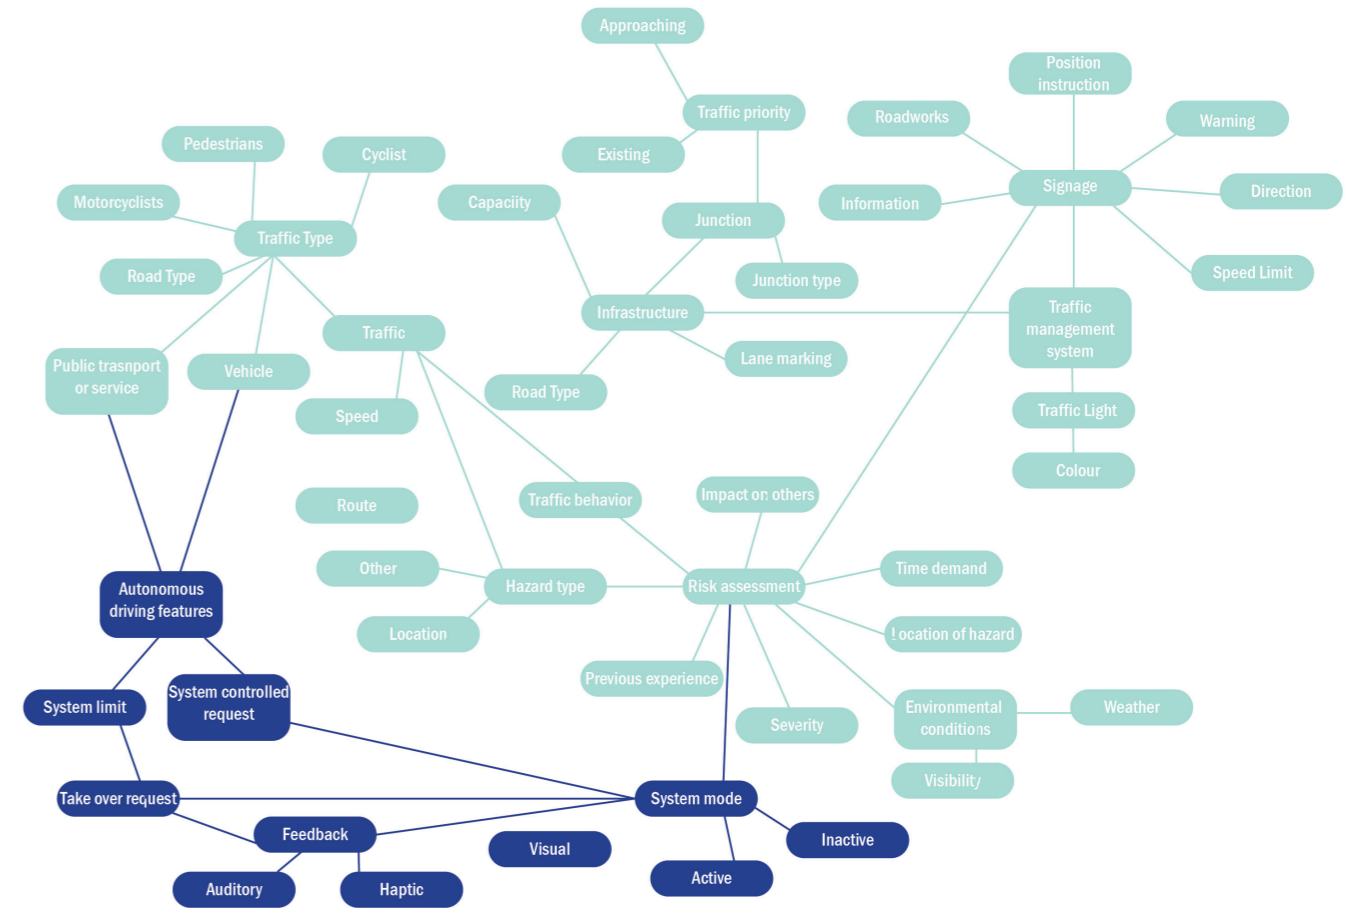 Approaching
Position
instruction
Traffic priority
Roadworks
Warning
Pedestrians
Cyclist
Existing
Signage
Direction
Motorcyclists
Capaciity
Information
Junction
Traffic Type
Road Type
Junction type
Speed Limit
Infrastructure
Traffic
management
system
Traffic
Public trasnport
or service
Vehicle
Lane marking
Road Type
Speed
Traffic Light
Colour
Route
Traffic behavior
Impact on others
Other
Hazard type
Risk assessment
Time demand
Autonomous
driving features
Location
Location of hazard
Previous experience
System limit
System controlled
request
Severity
Environmental
conditions
Weather
Visibility
Take over request
System mode
Feedback
Visual
Inactive
Active
Auditory
Haptic